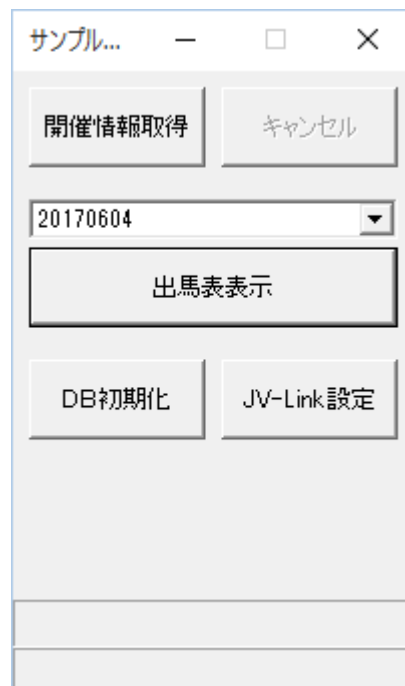 サンプル...
開催情報取得
キャンセル
20170604
出馬表表示
DB初期化
JV-Link設定